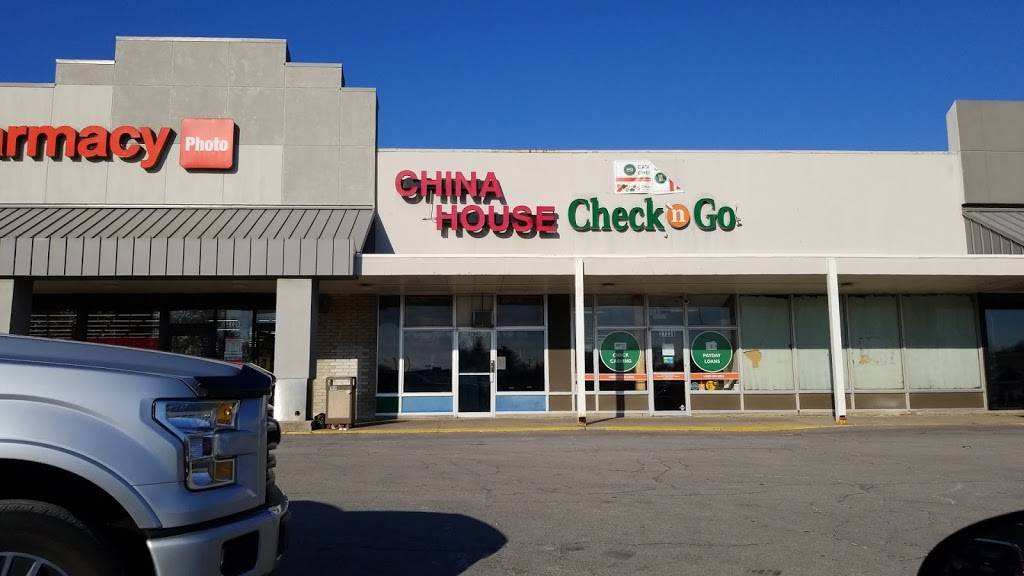 armacy
Photo
CHINA
HOUSE
Check n Go
CHECK
CASHING
PAYDAY
LOANS